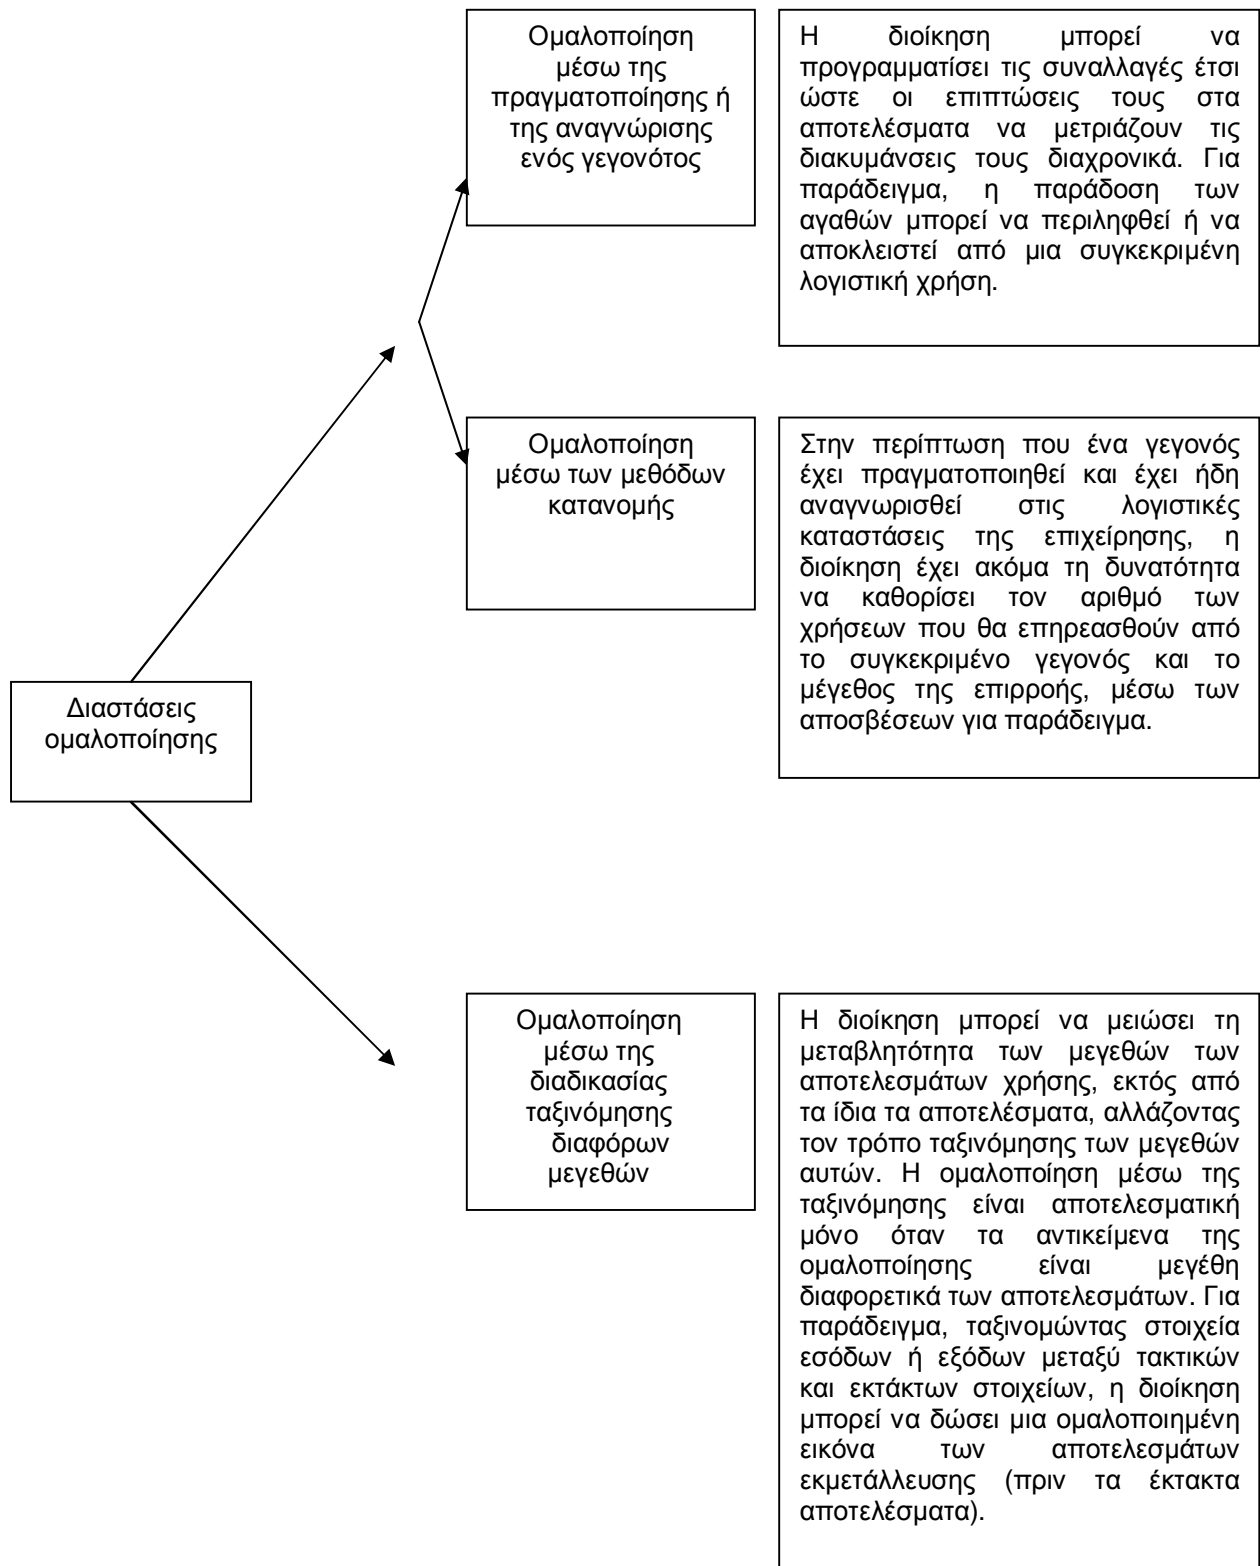 Ομαλοποίηση
μέσω της
πραγματοποίησης ή
της αναγνώρισης
ενός γεγονότος
Η διοίκηση μπορεί να
προγραμματίσει τις συναλλαγές έτσι
ώστε οι επιπτώσεις τους στα
αποτελέσματα να μετριάζουν τις
διακυμάνσεις τους διαχρονικά. Για
παράδειγμα, η παράδοση των
αγαθών μπορεί να περιληφθεί ή να
αποκλειστεί από μια συγκεκριμένη
λογιστική χρήση.
Ομαλοποίηση
μέσω των μεθόδων
κατανομής
Στην περίπτωση που ένα γεγονός
έχει πραγματοποιηθεί και έχει ήδη
αναγνωρισθεί στις λογιστικές
καταστάσεις της επιχείρησης, η
διοίκηση έχει ακόμα τη δυνατότητα
να καθορίσει τον αριθμό των
χρήσεων που θα επηρεασθούν από
το συγκεκριμένο γεγονός και το
μέγεθος της επιρροής, μέσω των
αποσβέσεων για παράδειγμα.
Διαστάσεις
ομαλοποίησης
Ομαλοποίηση
μέσω της
διαδικασίας
ταξινόμησης
διαφόρων
μεγεθών
Η διοίκηση μπορεί να μειώσει τη
μεταβλητότητα των μεγεθών των
αποτελεσμάτων χρήσης, εκτός από
τα ίδια τα αποτελέσματα, αλλάζοντας
τον τρόπο ταξινόμησης των μεγεθών
αυτών. Η ομαλοποίηση μέσω της
ταξινόμησης είναι αποτελεσματική
μόνο όταν τα αντικείμενα της
ομαλοποίησης είναι μεγέθη
διαφορετικά των αποτελεσμάτων. Για
παράδειγμα, ταξινομώντας στοιχεία
εσόδων ή εξόδων μεταξύ τακτικών
και εκτάκτων στοιχείων, η διοίκηση
μπορεί να δώσει μια ομαλοποιημένη
εικόνα των αποτελεσμάτων
εκμετάλλευσης (πριν τα έκτακτα
αποτελέσματα).